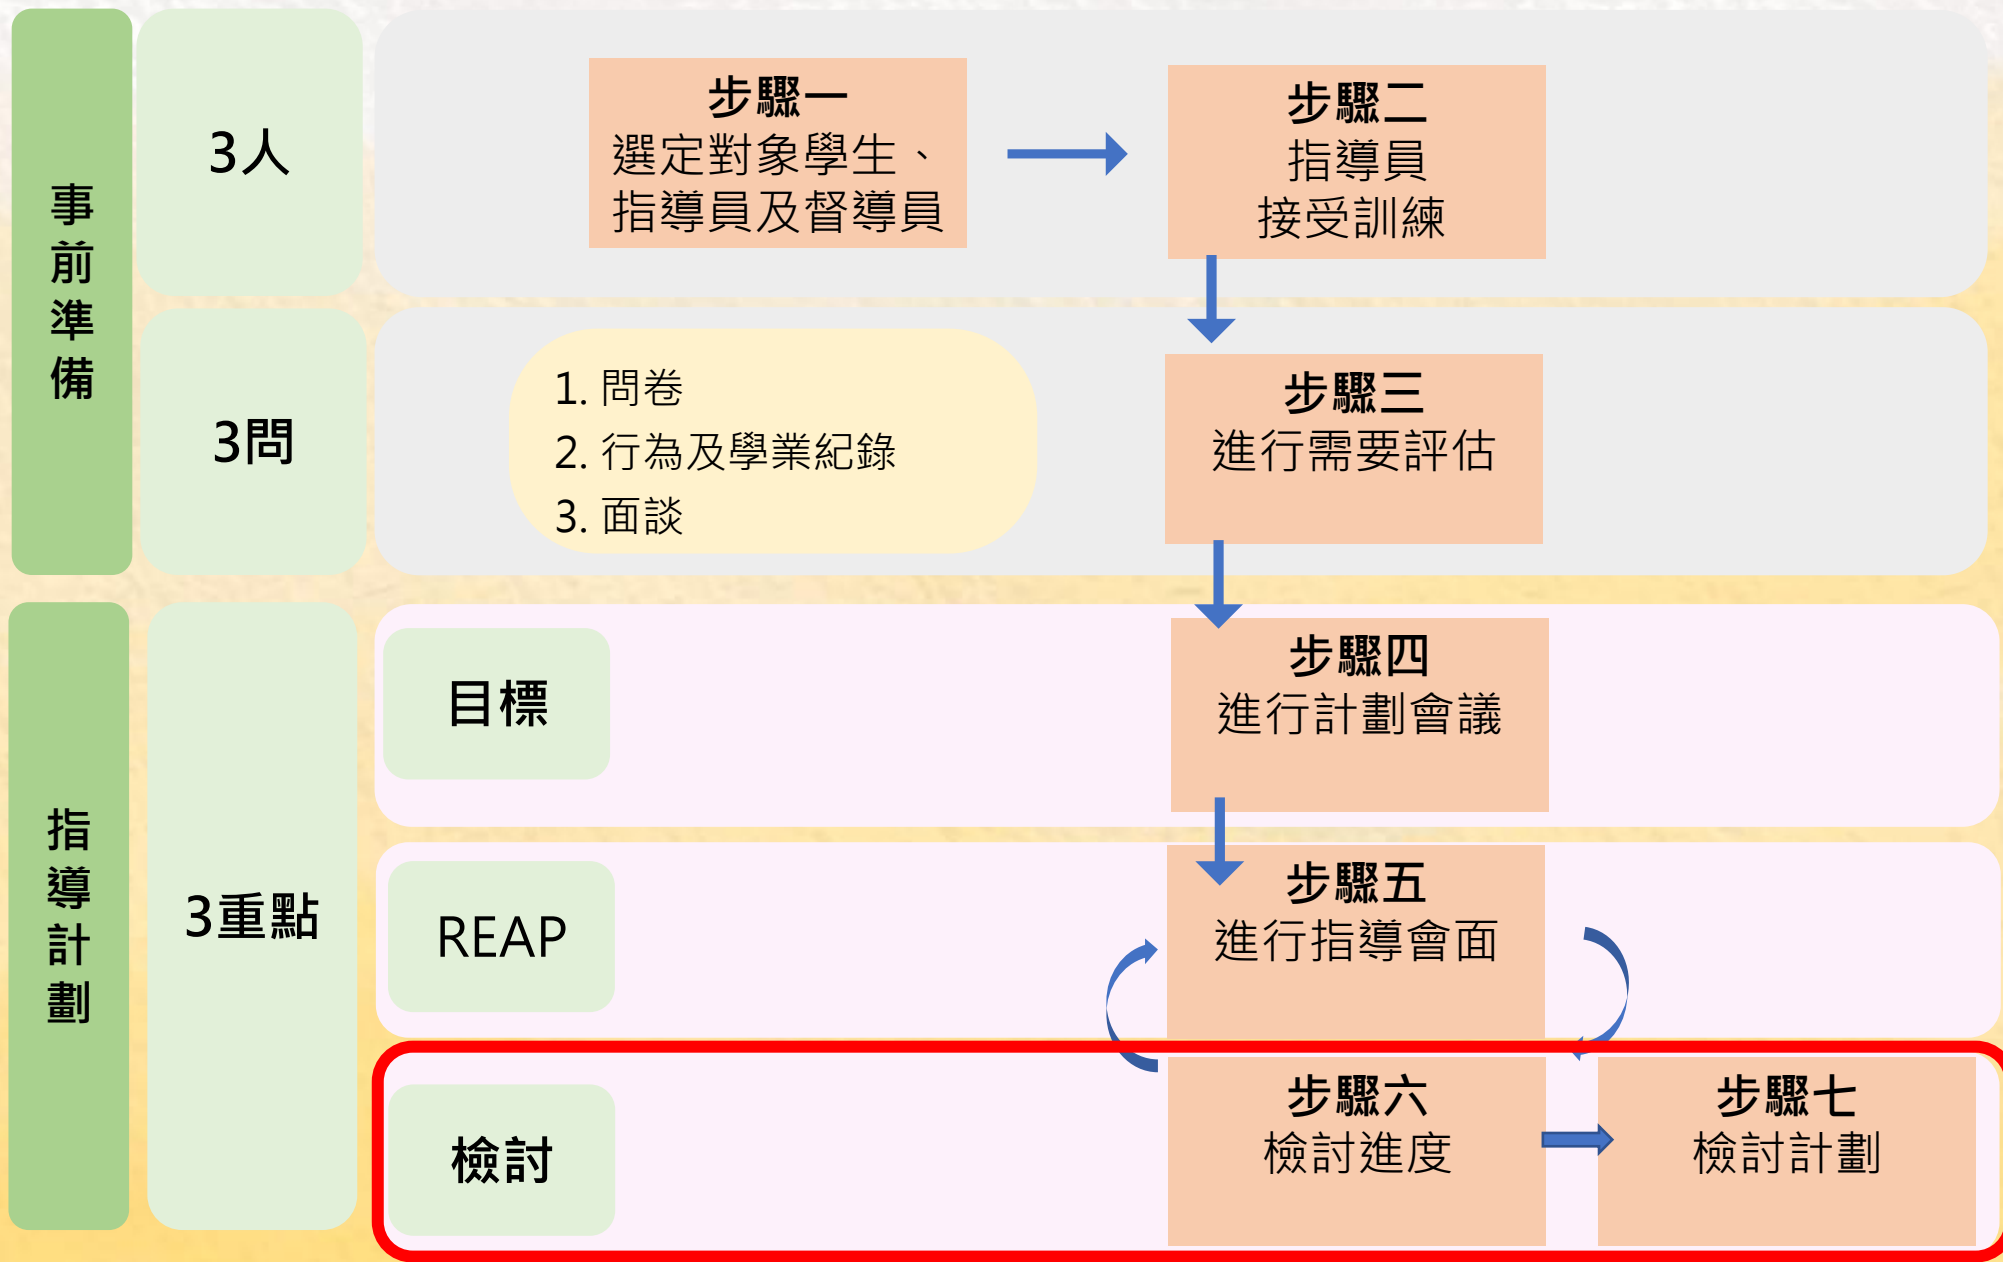 事前準備
3人
步驟一
選定對象學生、
指導員及督導員
步驟二
指導員
接受訓練
3問
1. 問卷
2. 行為及學業紀錄
3. 面談
步驟三
進行需要評估
指導計劃
3重點
目標
步驟四
進行計劃會議
REAP
步驟五
進行指導會面
檢討
步驟六
檢討進度
步驟七
檢討計劃